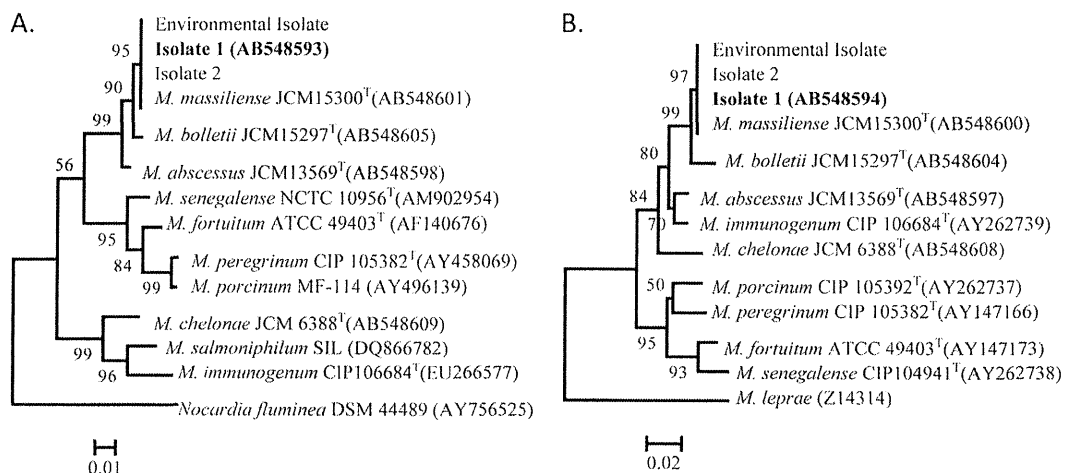 A.
Environmental Isolate
95
Isolate 1 (AB548593)
Isolate 2
90
M. massiliense JCM15300T(AB548601)
99
M. bolletii JCM15297T(AB548605)
56
M. abscessus JCM13569T(AB548598)
M. senegalense NCTC 10956T(AM902954)
95
M. fortuitum ATCC 49403T(AF140676)
84
M. peregrinum CIP 105382T(AY458069)
99
M. porcinum MF-114 (AY496139)
M. chelonae JCM 6388T(AB548609)
99
M. salmoniphilum SIL (DQ866782)
96
M. immunogenum CIP106684T(EU266577)
Nocardia fluminea DSM 44489 (AY756525)
0.01
B.
Environmental Isolate
97
Isolate 2
Isolate 1 (AB548594)
99
M. massiliense JCM15300T(AB548600)
80
M. bolletii JCM15297T(AB548604)
84
M. abscessus JCM13569T(AB548597)
70
M. immunogenum CIP 106684T(AY262739)
M. chelonae JCM 6388T(AB548608)
50
M. porcinum CIP 105392T(AY262737)
M. peregrinum CIP 105382T(AY147166)
95
M. fortuitum ATCC 49403T(AY147173)
93
M. senegalense CIP104941T(AY262738)
M. leprae (Z14314)
0.02